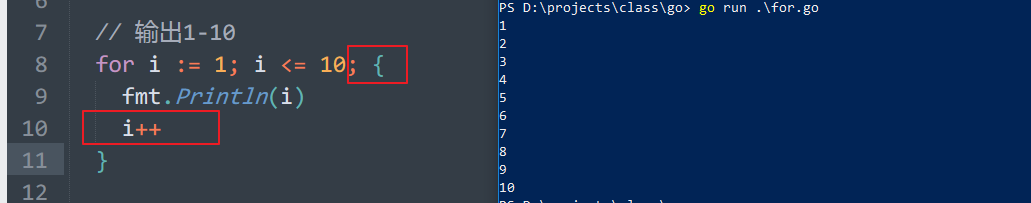 7 // 输出1-10
8 for i := 1; i <= 10; {
9 fmt.Println(i)
10 i++
11 }
12
PS D:\projects\class\go> go run .\for.go
1
2
3
4
5
6
7
8
9
10